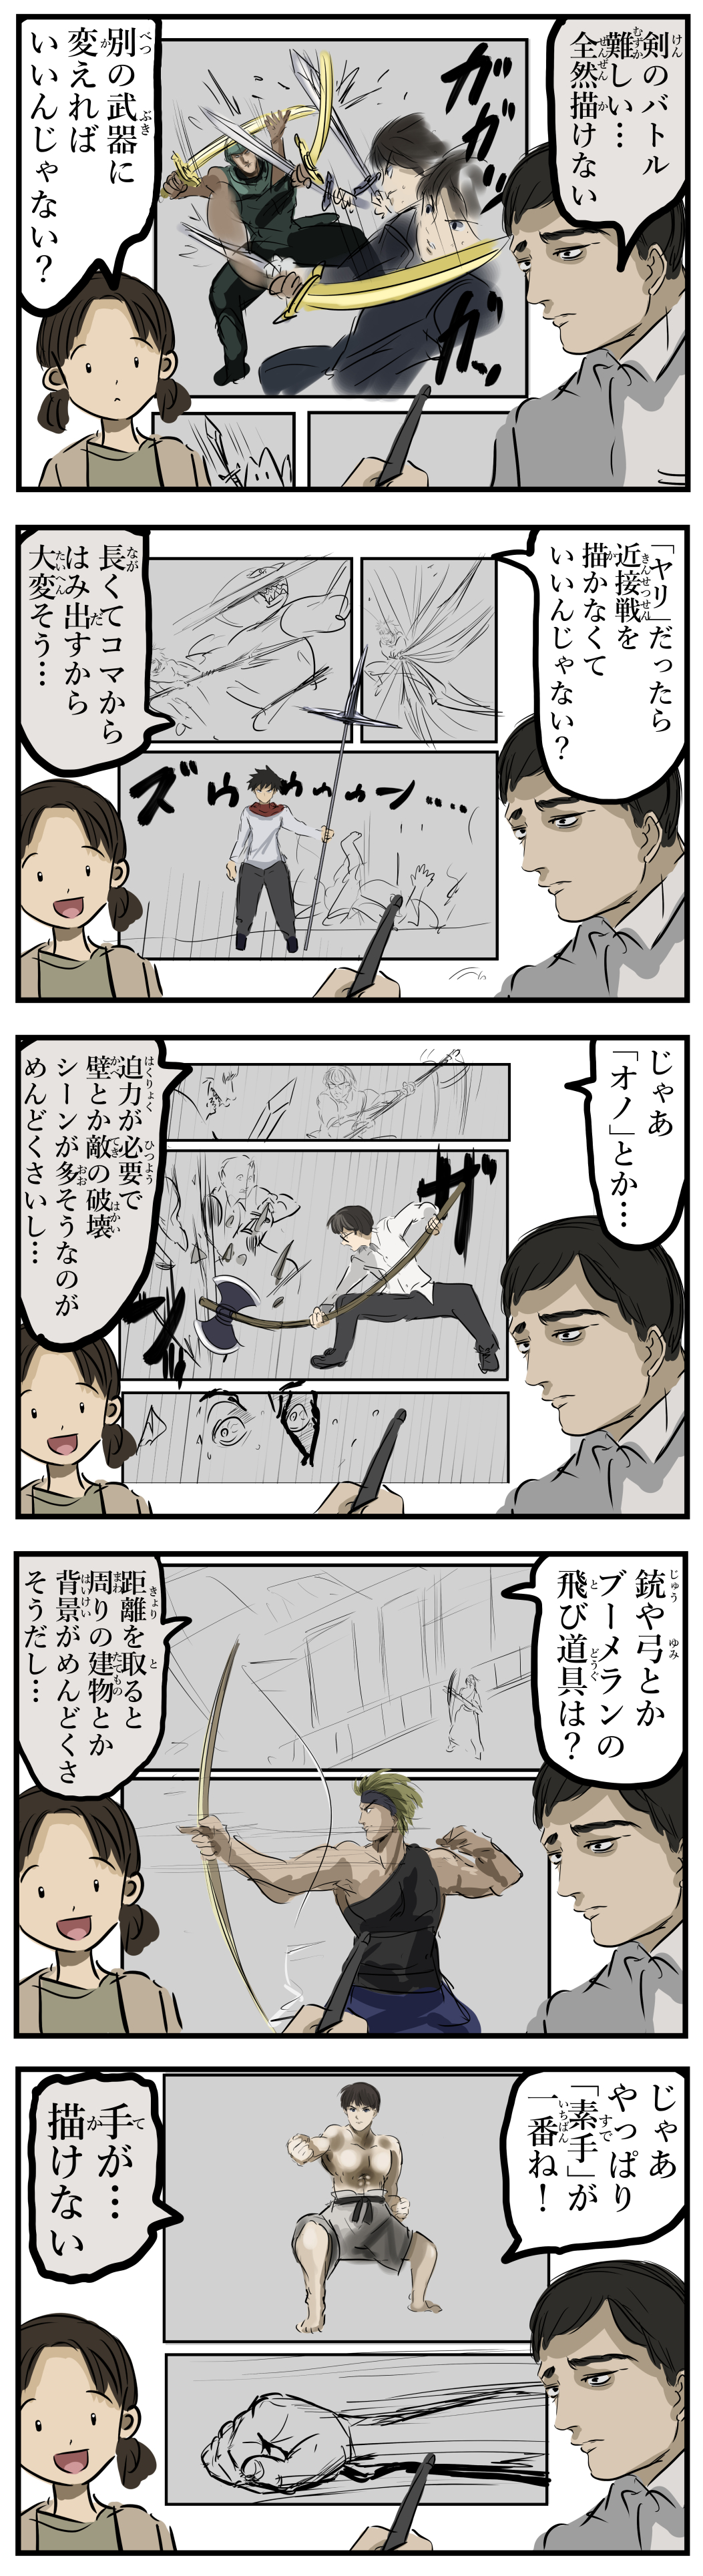 剣のバトル
難しい…
全然描けない
別の武器に
変えれば
いいんじゃない？
ガガッ
ガッ
「ヤリ」だったら
近接戦を
描かなくて
いいんじゃない？
長くてコマから
はみ出すから
大変そう…
ズウゥゥゥゥン....
じゃあ
「オノ」とか…
迫力が必要で
壁とか敵の破壊
シーンが多そうなのが
めんどくさいし…
ザ
ン
銃や弓とか
ブーメランの
飛び道具は？
距離を取ると
周りの建物とか
背景がめんどくさ
そうだし…
じゃあ
やっぱり
「素手」が
一番ね！
手が…
描けない